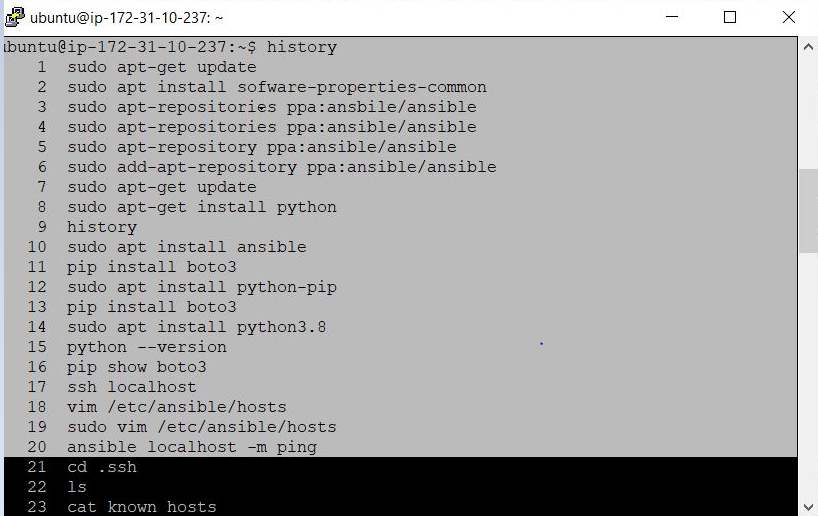 ubuntu@ip-172-31-10-237: ~
ubuntu@ip-172-31-10-237:~$ history
1 sudo apt-get update
2 sudo apt install sofware-properties-common
3 sudo apt-repositories ppa:ansbile/ansible
4 sudo apt-repositories ppa:ansible/ansible
5 sudo apt-repository ppa:ansible/ansible
6 sudo add-apt-repository ppa:ansible/ansible
7 sudo apt-get update
8 sudo apt-get install python
9 history
10 sudo apt install ansible
11 pip install boto3
12 sudo apt install python-pip
13 pip install boto3
14 sudo apt install python3.8
15 python --version
16 pip show boto3
17 ssh localhost
18 vim /etc/ansible/hosts
19 sudo vim /etc/ansible/hosts
20 ansible localhost -m ping
21 cd .ssh
22 ls
23 cat known_hosts